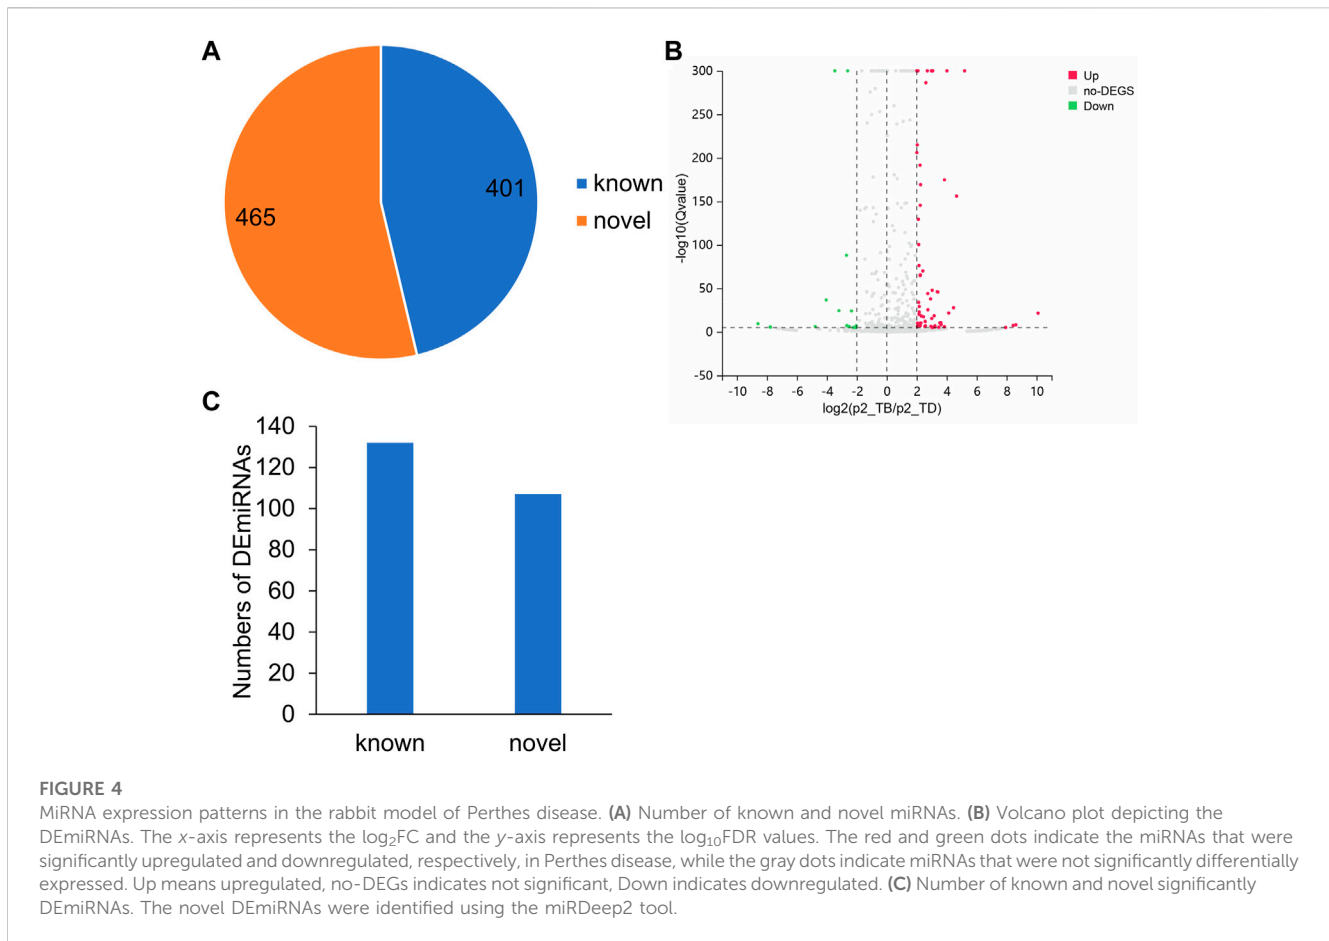 A
401
465
known
novel
B
300
250
200
150
100
50
0
-50
-log10(Qvalue)
-10 -8 -6 -4 -2 0 2 4 6 8 10
log2(p2_TB/p2_TD)
Up
no-DEGS
Down
C
140
120
100
80
60
40
20
0
Numbers of DEmiRNAs
known novel
FIGURE 4
MiRNA expression patterns in the rabbit model of Perthes disease. (A) Number of known and novel miRNAs. (B) Volcano plot depicting the
DEmiRNAs. The x-axis represents the log₂FC and the y-axis represents the log₁₀FDR values. The red and green dots indicate the miRNAs that were
significantly upregulated and downregulated, respectively, in Perthes disease, while the gray dots indicate miRNAs that were not significantly differentially
expressed. Up means upregulated, no-DEGs indicates not significant, Down indicates downregulated. (C) Number of known and novel significantly
DEmiRNAs. The novel DEmiRNAs were identified using the miRDeep2 tool.